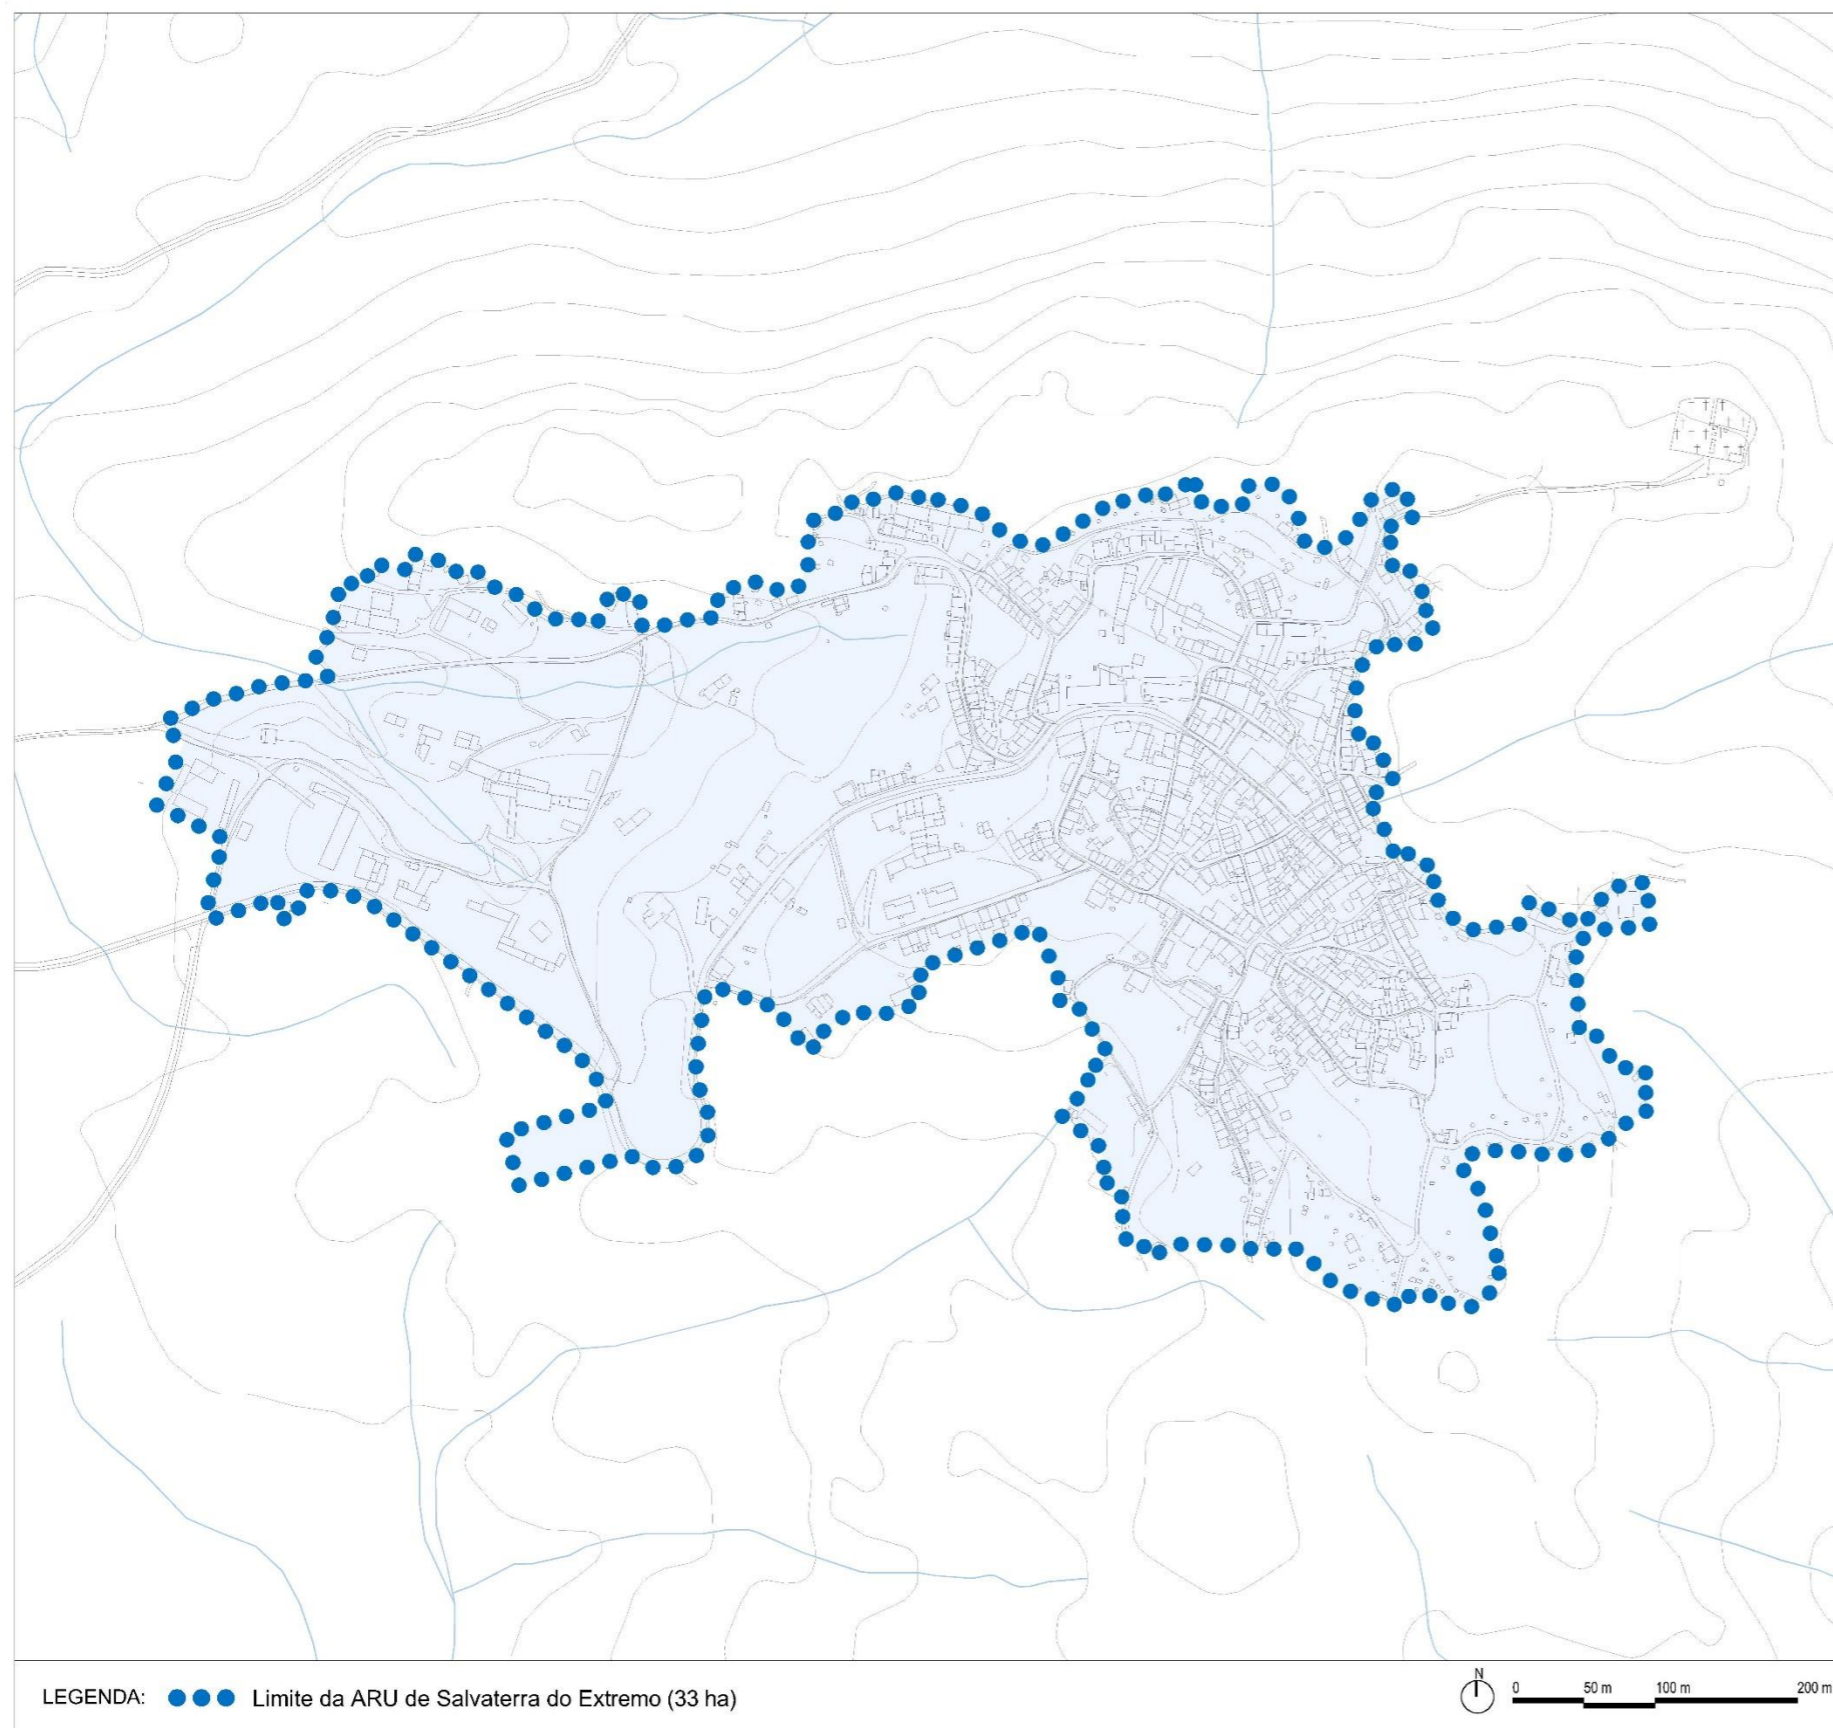 LEGENDA: Limite da ARU de Salvaterra do Extremo (33 ha)
N
0 50 m 100 m 200 m